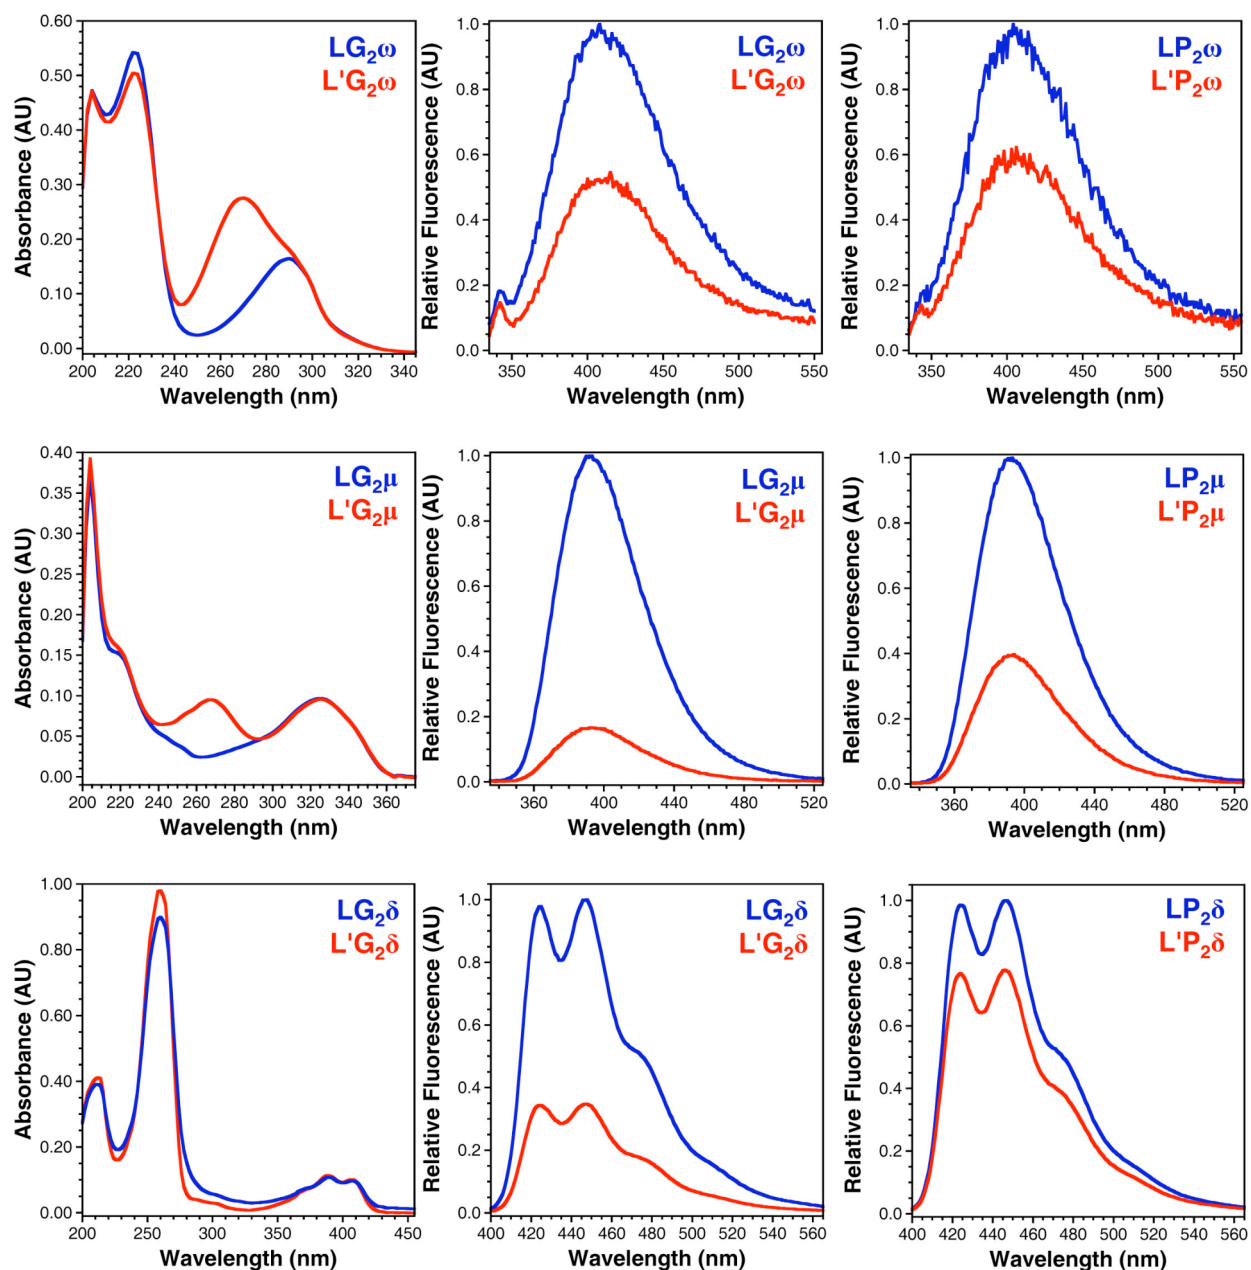 LG₂ω
L'G₂ω
Absorbance (AU)
0.60
0.50
0.40
0.30
0.20
0.10
0.00
200 220 240 260 280 300 320 340
Wavelength (nm)
LG₂ω
L'G₂ω
Relative Fluorescence (AU)
1.0
0.8
0.6
0.4
0.2
0.0
350 400 450 500 550
Wavelength (nm)
LP₂ω
L'P₂ω
Relative Fluorescence (AU)
1.0
0.8
0.6
0.4
0.2
0.0
350 400 450 500 550
Wavelength (nm)
LG₂μ
L'G₂μ
Absorbance (AU)
0.40
0.35
0.30
0.25
0.20
0.15
0.10
0.05
0.00
200 220 240 260 280 300 320 340 360
Wavelength (nm)
LG₂μ
L'G₂μ
Relative Fluorescence (AU)
1.0
0.8
0.6
0.4
0.2
0.0
360 400 440 480 520
Wavelength (nm)
LP₂μ
L'P₂μ
Relative Fluorescence (AU)
1.0
0.8
0.6
0.4
0.2
0.0
360 400 440 480 520
Wavelength (nm)
LG₂δ
L'G₂δ
Absorbance (AU)
1.00
0.80
0.60
0.40
0.20
0.00
200 250 300 350 400 450
Wavelength (nm)
LG₂δ
L'G₂δ
Relative Fluorescence (AU)
1.0
0.8
0.6
0.4
0.2
0.0
400 420 440 460 480 500 520 540 560
Wavelength (nm)
LP₂δ
L'P₂δ
Relative Fluorescence (AU)
1.0
0.8
0.6
0.4
0.2
0.0
400 420 440 460 480 500 520 540 560
Wavelength (nm)